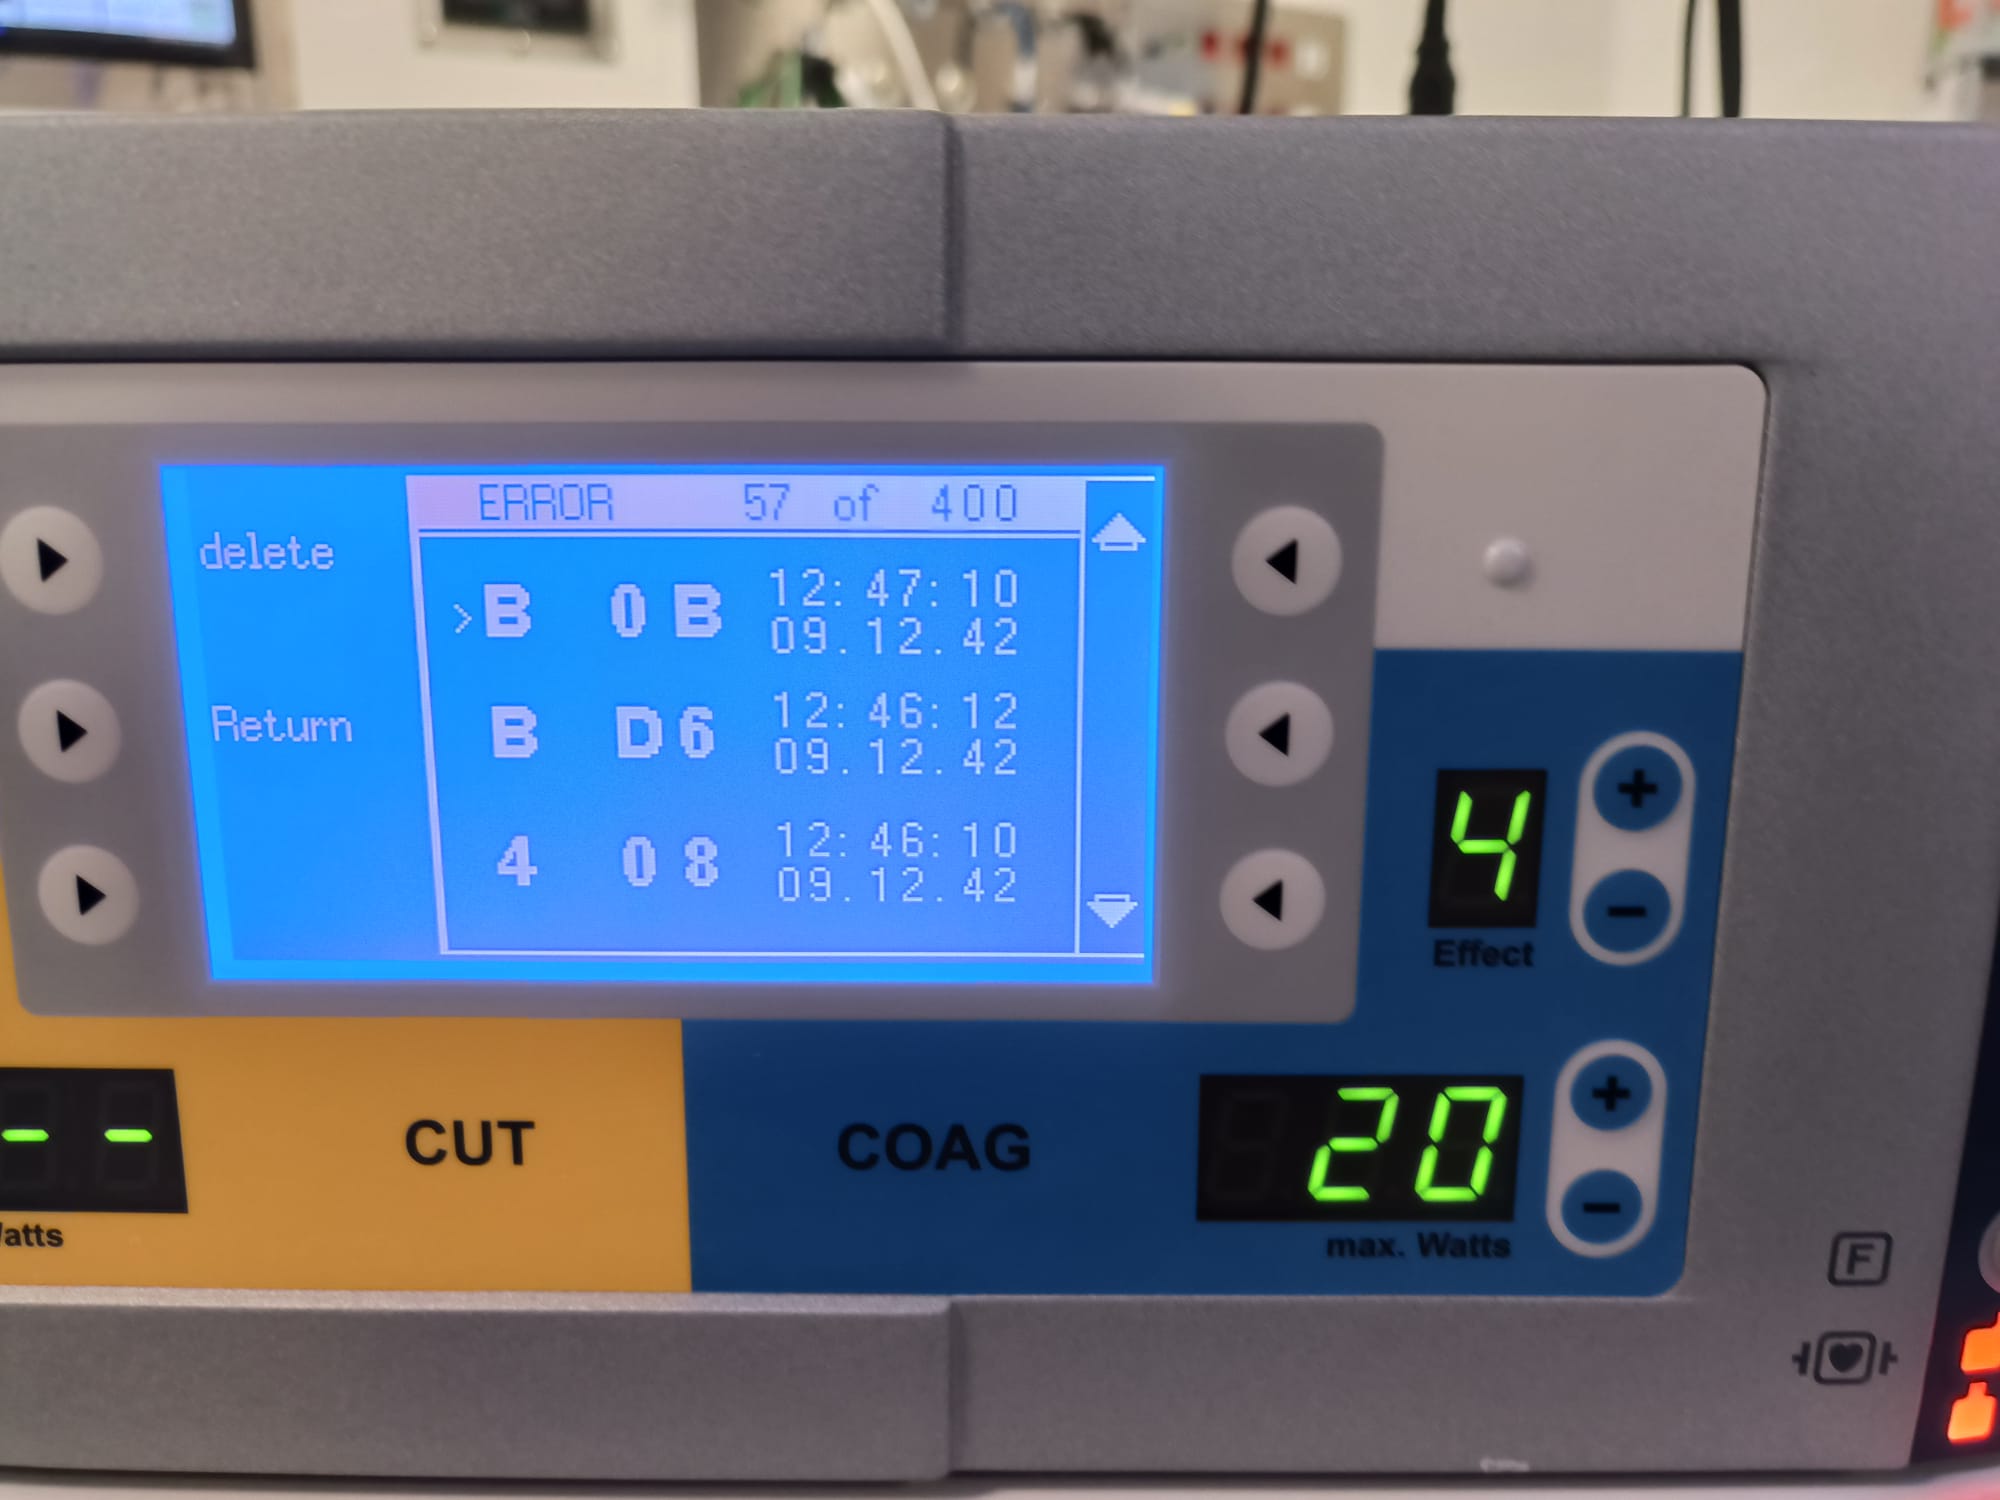 ERROR 57 of 400
delete
>B 0B 12:47:10
09.12.42
Return
B D6 12:46:12
09.12.42
4 08 12:46:10
09.12.42
4
Effect
-- CUT COAG 20
max. Watts
F